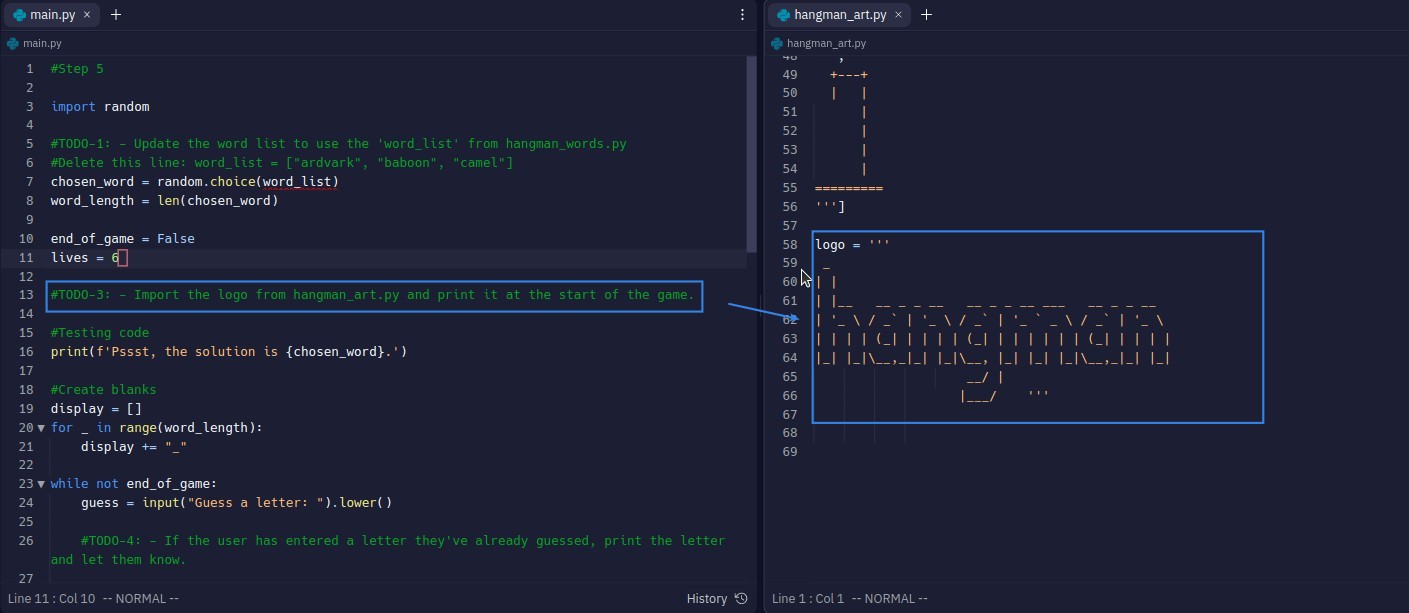 main.py × +
main.py
1 #Step 5
2
3 import random
4
5 #TODO-1: - Update the word list to use the 'word_list' from hangman_words.py
6 #Delete this line: word_list = ["ardvark", "baboon", "camel"]
7 chosen_word = random.choice(word_list)
8 word_length = len(chosen_word)
9
10 end_of_game = False
11 lives = 6
12
13 #TODO-3: - Import the logo from hangman_art.py and print it at the start of the game.
14
15 #Testing code
16 print(f'Pssst, the solution is {chosen_word}.')
17
18 #Create blanks
19 display = []
20 for _ in range(word_length):
21     display += "_"
22
23 while not end_of_game:
24     guess = input("Guess a letter: ").lower()
25
26     #TODO-4: - If the user has entered a letter they've already guessed, print the letter
and let them know.
27
Line 11 : Col 10 -- NORMAL --
History
hangman_art.py × +
hangman_art.py
48    ,
49   +---+
50   |   |
51       |
52       |
53       |
54       |
55 =========
56 ''']
57
58 logo = '''
59  _
60 | |
61 | |__   __ _ _ __   __ _ _ __ ___   __ _ _ __
62 | '_ \ / _` | '_ \ / _` | '_ ` _ \ / _` | '_ \
63 | | | | (_| | | | | (_| | | | | | | (_| | | | |
64 |_| |_|\__,_|_| |_|\__, |_| |_| |_|\__,_|_| |_|
65                     __/ |
66                    |___/    '''
67
68
69
Line 1 : Col 1 -- NORMAL --